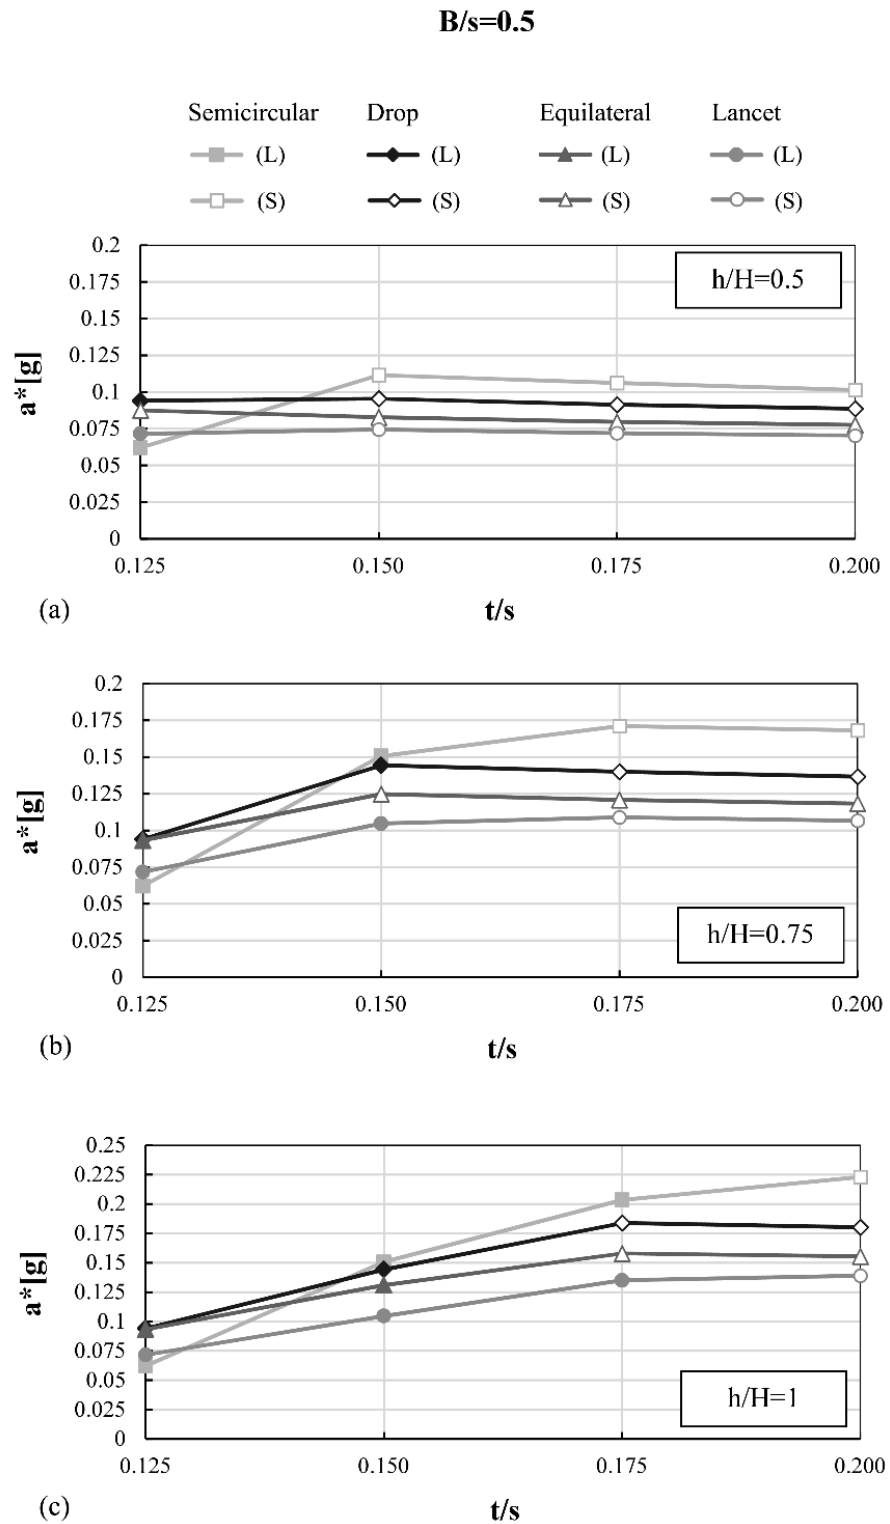 B/s=0.5
Semicircular Drop Equilateral Lancet
(L) (L) (L) (L)
(S) (S) (S) (S)
0.2
0.175
0.15
0.125
0.1
0.075
0.05
0.025
0
a*[g]
h/H=0.5
0.125 0.150 0.175 0.200
(a) t/s
0.2
0.175
0.15
0.125
0.1
0.075
0.05
0.025
0
a*[g]
h/H=0.75
0.125 0.150 0.175 0.200
(b) t/s
0.25
0.225
0.2
0.175
0.15
0.125
0.1
0.075
0.05
0.025
0
a*[g]
h/H=1
0.125 0.150 0.175 0.200
(c) t/s